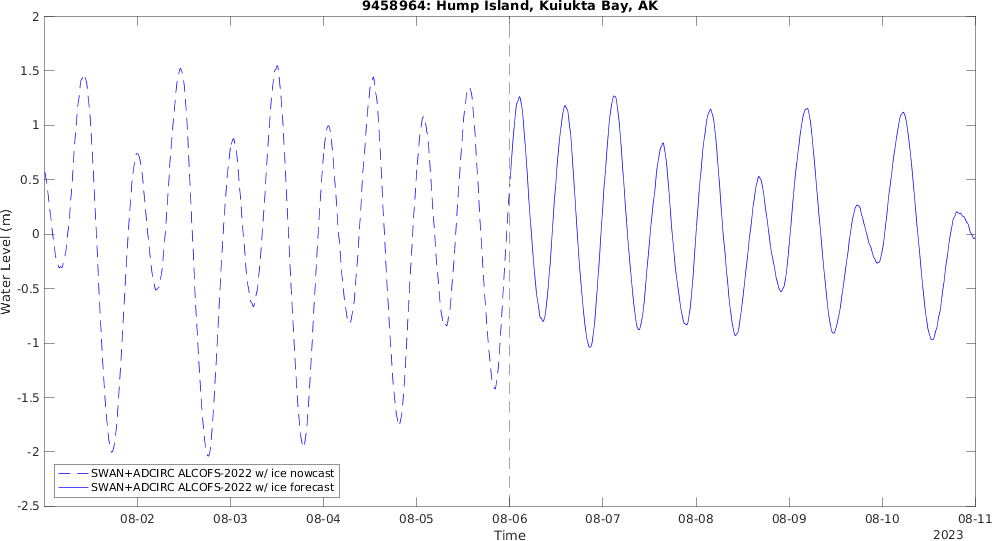 9458964: Hump Island, Kuiukta Bay, AK
2
1.5
1
0.5
0
-0.5
-1
-1.5
-2
-2.5
Water Level (m)
SWAN+ADCIRC ALCOFS-2022 w/ ice nowcast
SWAN+ADCIRC ALCOFS-2022 w/ ice forecast
08-02 08-03 08-04 08-05 08-06 08-07 08-08 08-09 08-10 08-11
Time
2023